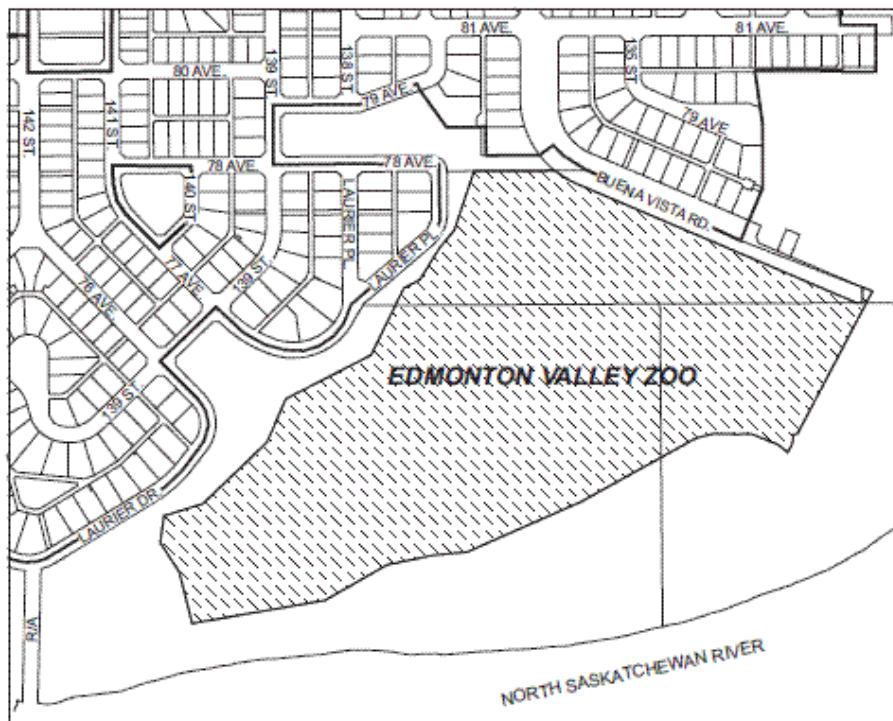 81 AVE.
81 AVE.
80 AVE.
139 ST.
138 ST
135 ST
79 AVE.
79 AVE.
142 ST.
141 ST.
78 AVE.
78 AVE.
140 ST
BUENA VISTA RD.
LAURIER PL.
LAURIER PL.
77 AVE.
139 ST.
76 AVE.
EDMONTON VALLEY ZOO
139 ST.
LAURIER DR.
R/A
NORTH SASKATCHEWAN RIVER